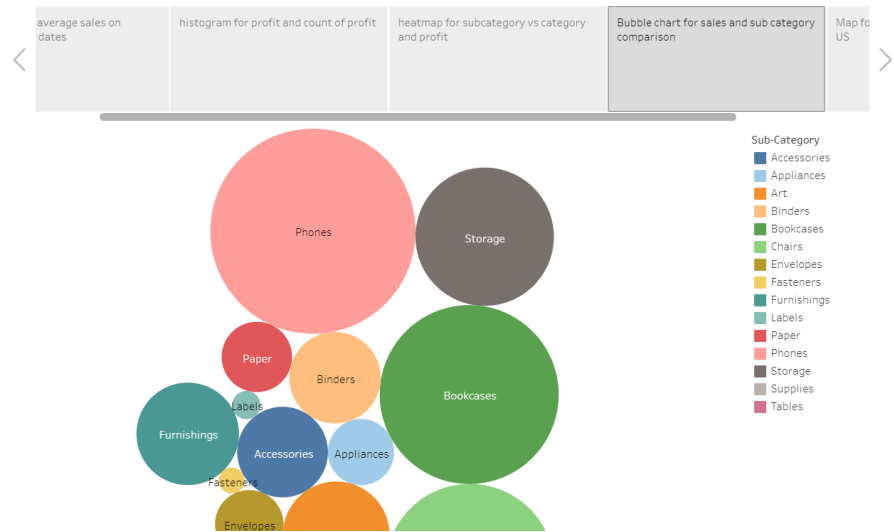 average sales on
dates
histogram for profit and count of profit
heatmap for subcategory vs category
and profit
Bubble chart for sales and sub category
comparison
Map fo
US
Sub-Category
Accessories
Appliances
Art
Binders
Bookcases
Chairs
Envelopes
Fasteners
Furnishings
Labels
Paper
Phones
Storage
Supplies
Tables
Phones
Storage
Paper
Binders
Bookcases
Labels
Furnishings
Accessories
Appliances
Fasteners
Envelopes